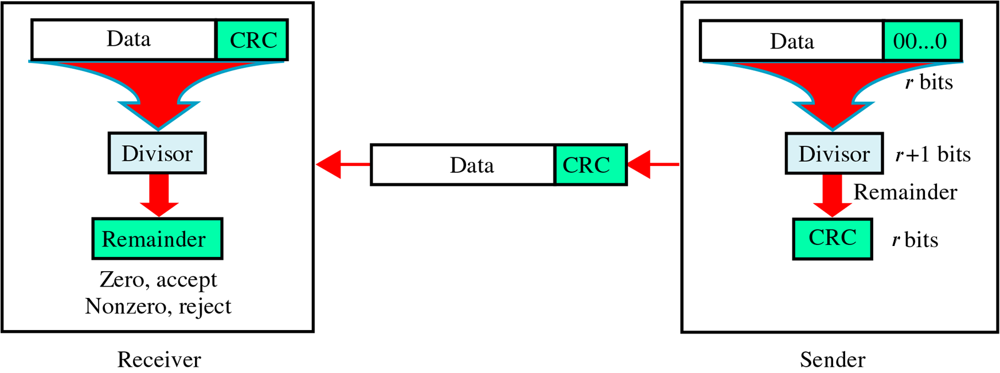 Data CRC
Divisor
Remainder
Zero, accept
Nonzero, reject
Receiver
Data CRC
Data 00...0
r bits
Divisor r+1 bits
Remainder
CRC r bits
Sender